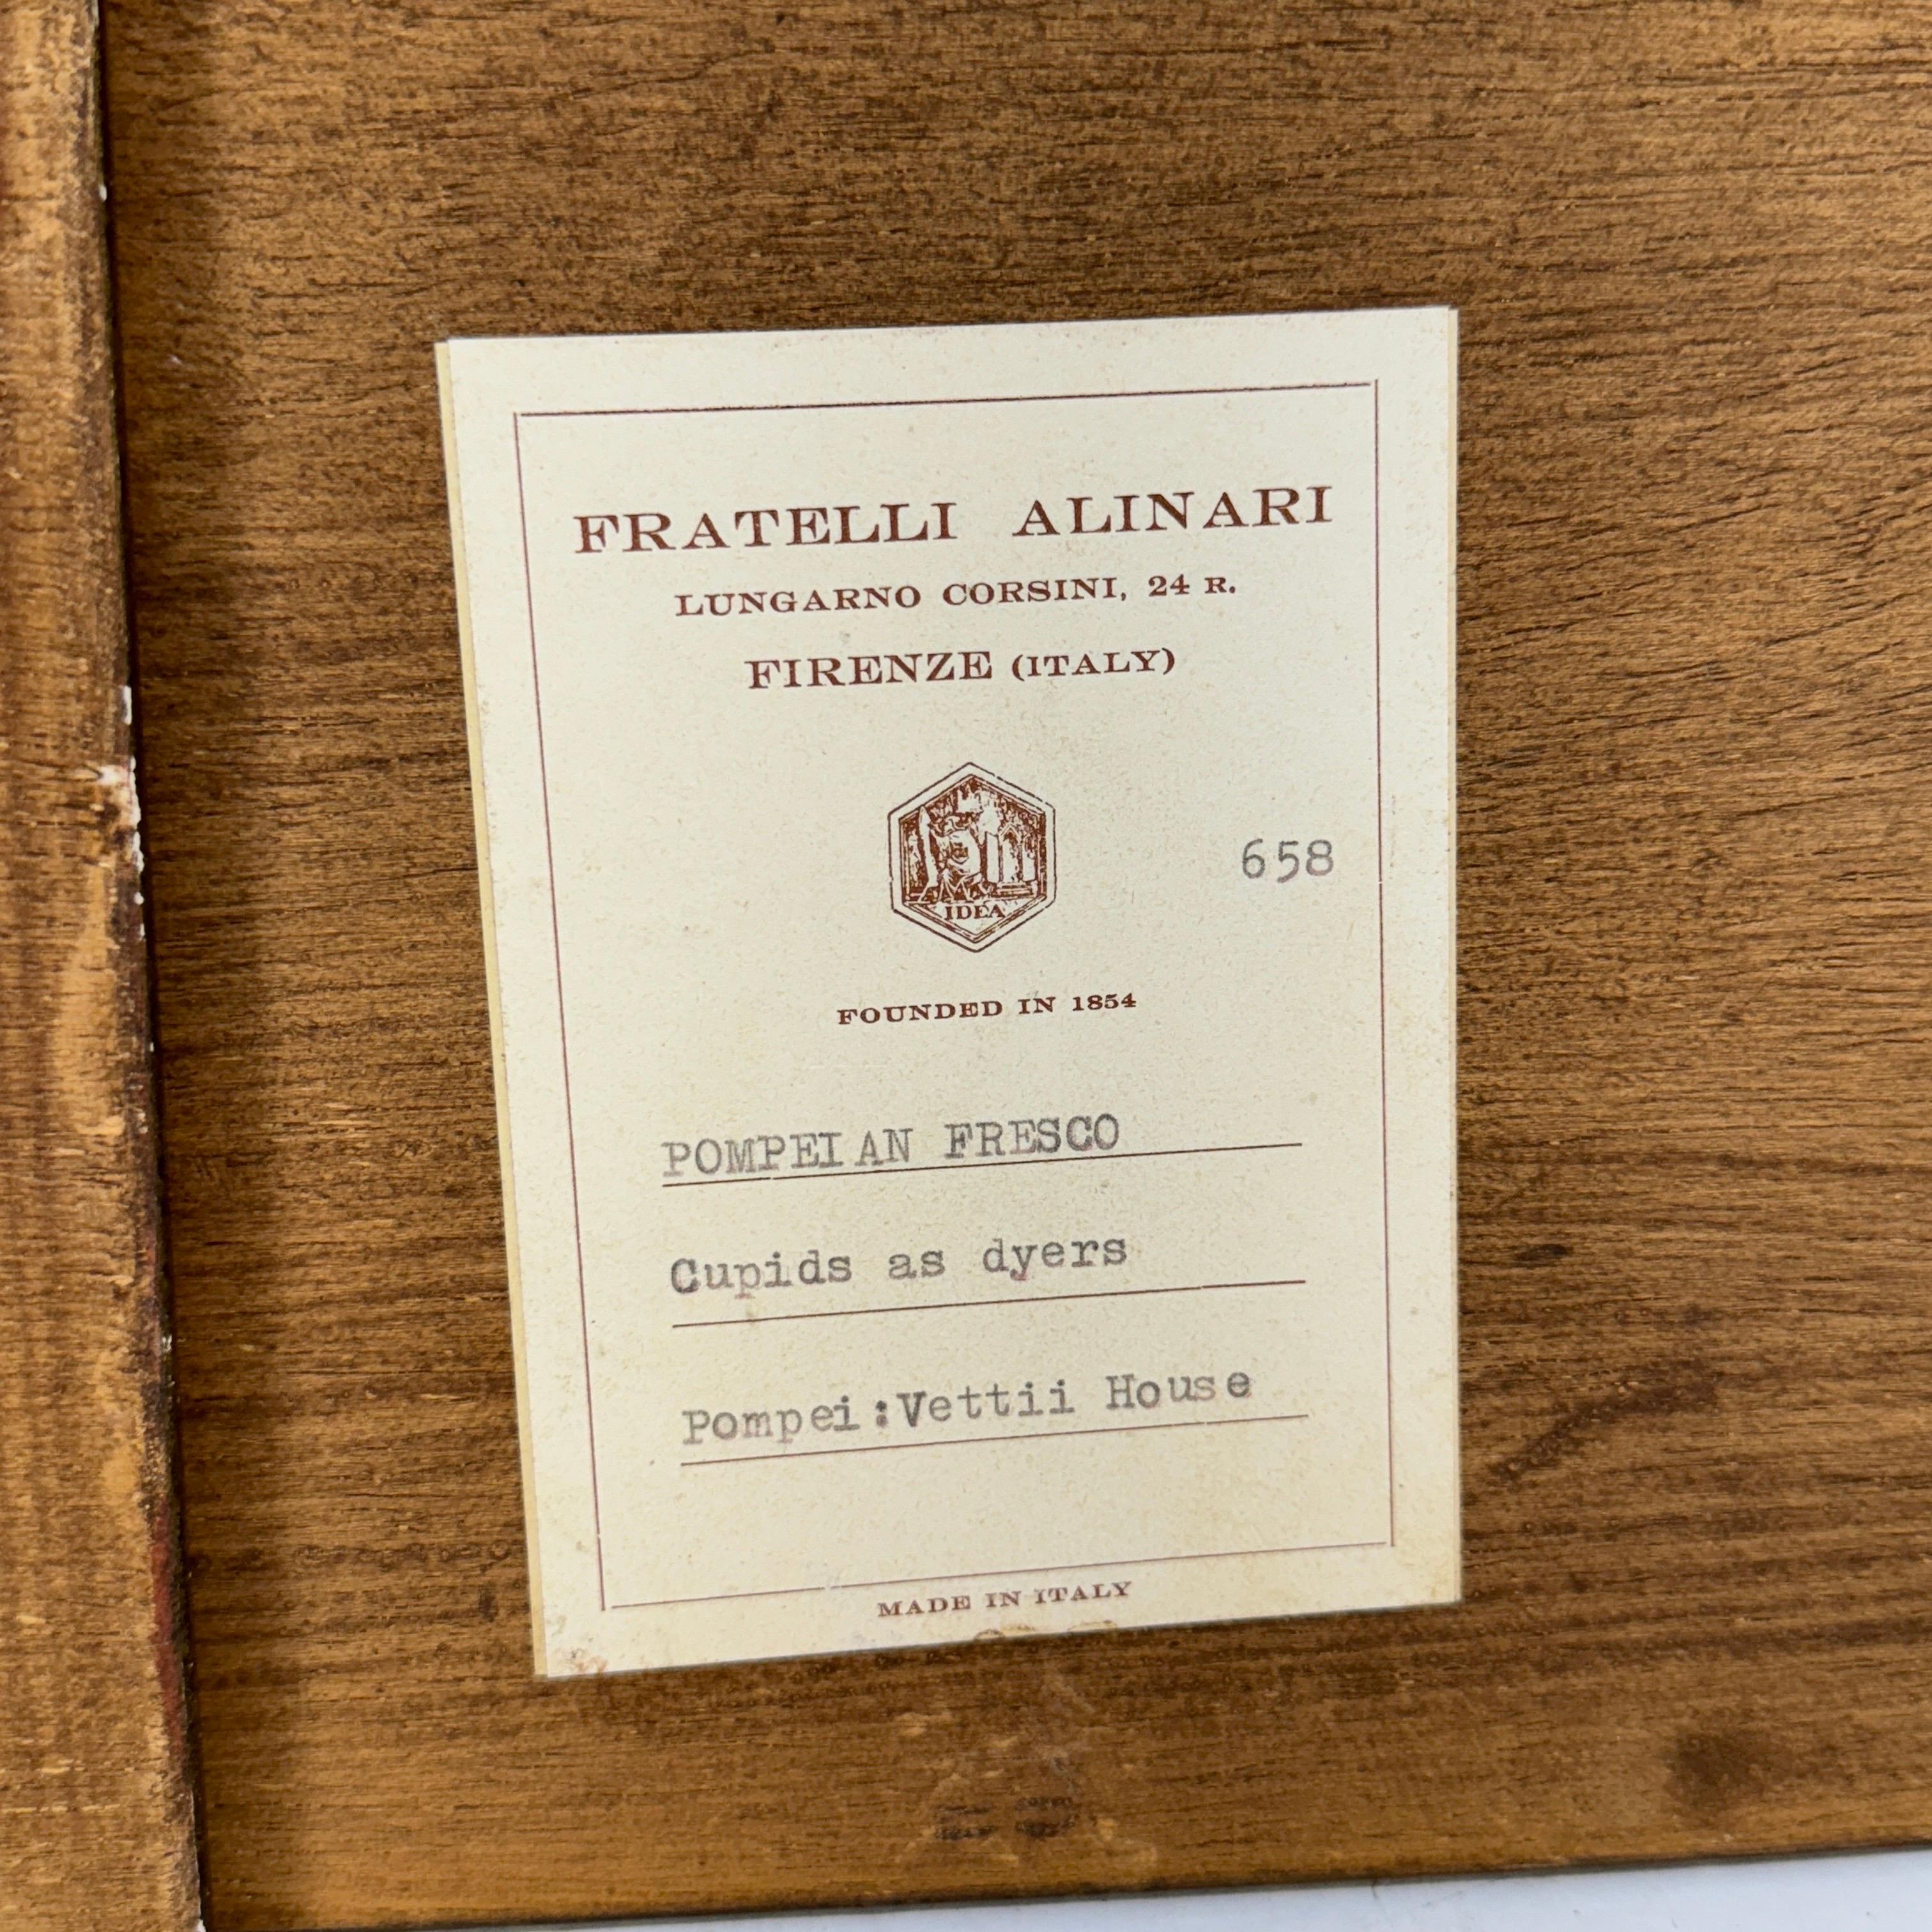 FRATELLI ALINARI
LUNGARNO CORSINI, 24 R.
FIRENZE (ITALY)
IDEA
658
FOUNDED IN 1854
POMPEIAN FRESCO
Cupids as dyers
Pompei:Vettii House
MADE IN ITALY